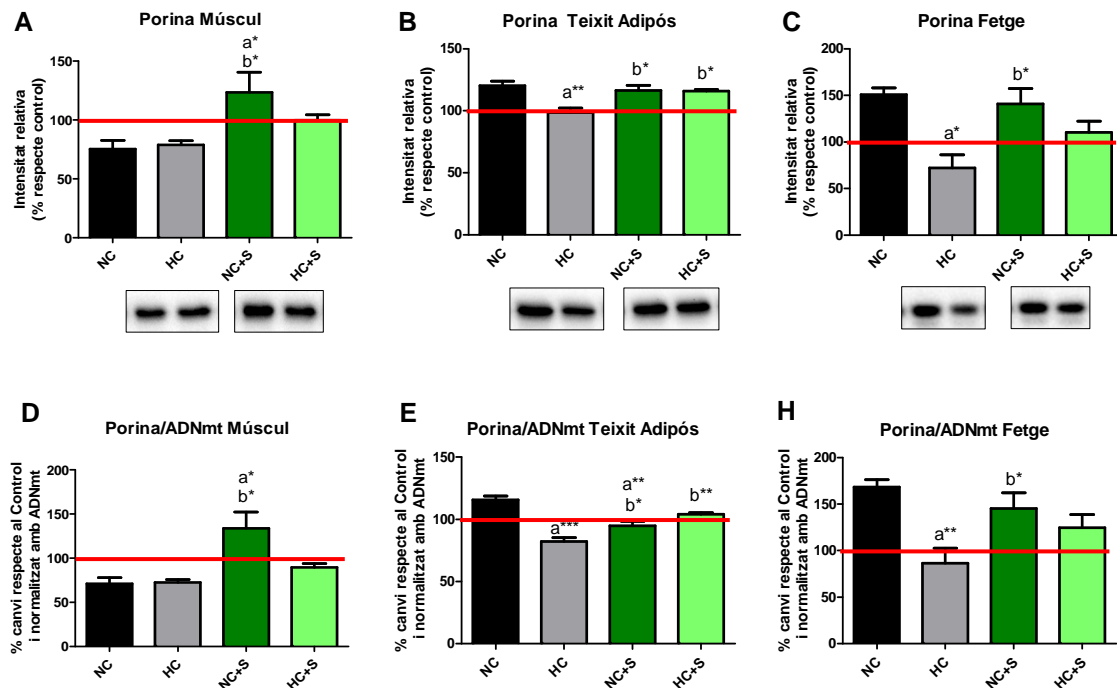 A
Porina Múscul
Intensitat relativa
(% respecte control)
150
100
50
0
a*
b*
NC
HC
NC+S
HC+S
B
Porina Teixit Adipós
Intensitat relativa
(% respecte control)
150
100
50
0
a**
b*
b*
NC
HC
NC+S
HC+S
C
Porina Fetge
Intensitat relativa
(% respecte control)
200
150
100
50
0
a*
b*
NC
HC
NC+S
HC+S
D
Porina/ADNmt Múscul
% canvi respecte al Control
i normalitzat amb ADNmt
200
150
100
50
0
a*
b*
NC
HC
NC+S
HC+S
E
Porina/ADNmt Teixit Adipós
% canvi respecte al Control
i normalitzat amb ADNmt
150
100
50
0
a***
a**
b*
b**
NC
HC
NC+S
HC+S
H
Porina/ADNmt Fetge
% canvi respecte al Control
i normalitzat amb ADNmt
200
150
100
50
0
a**
b*
NC
HC
NC+S
HC+S